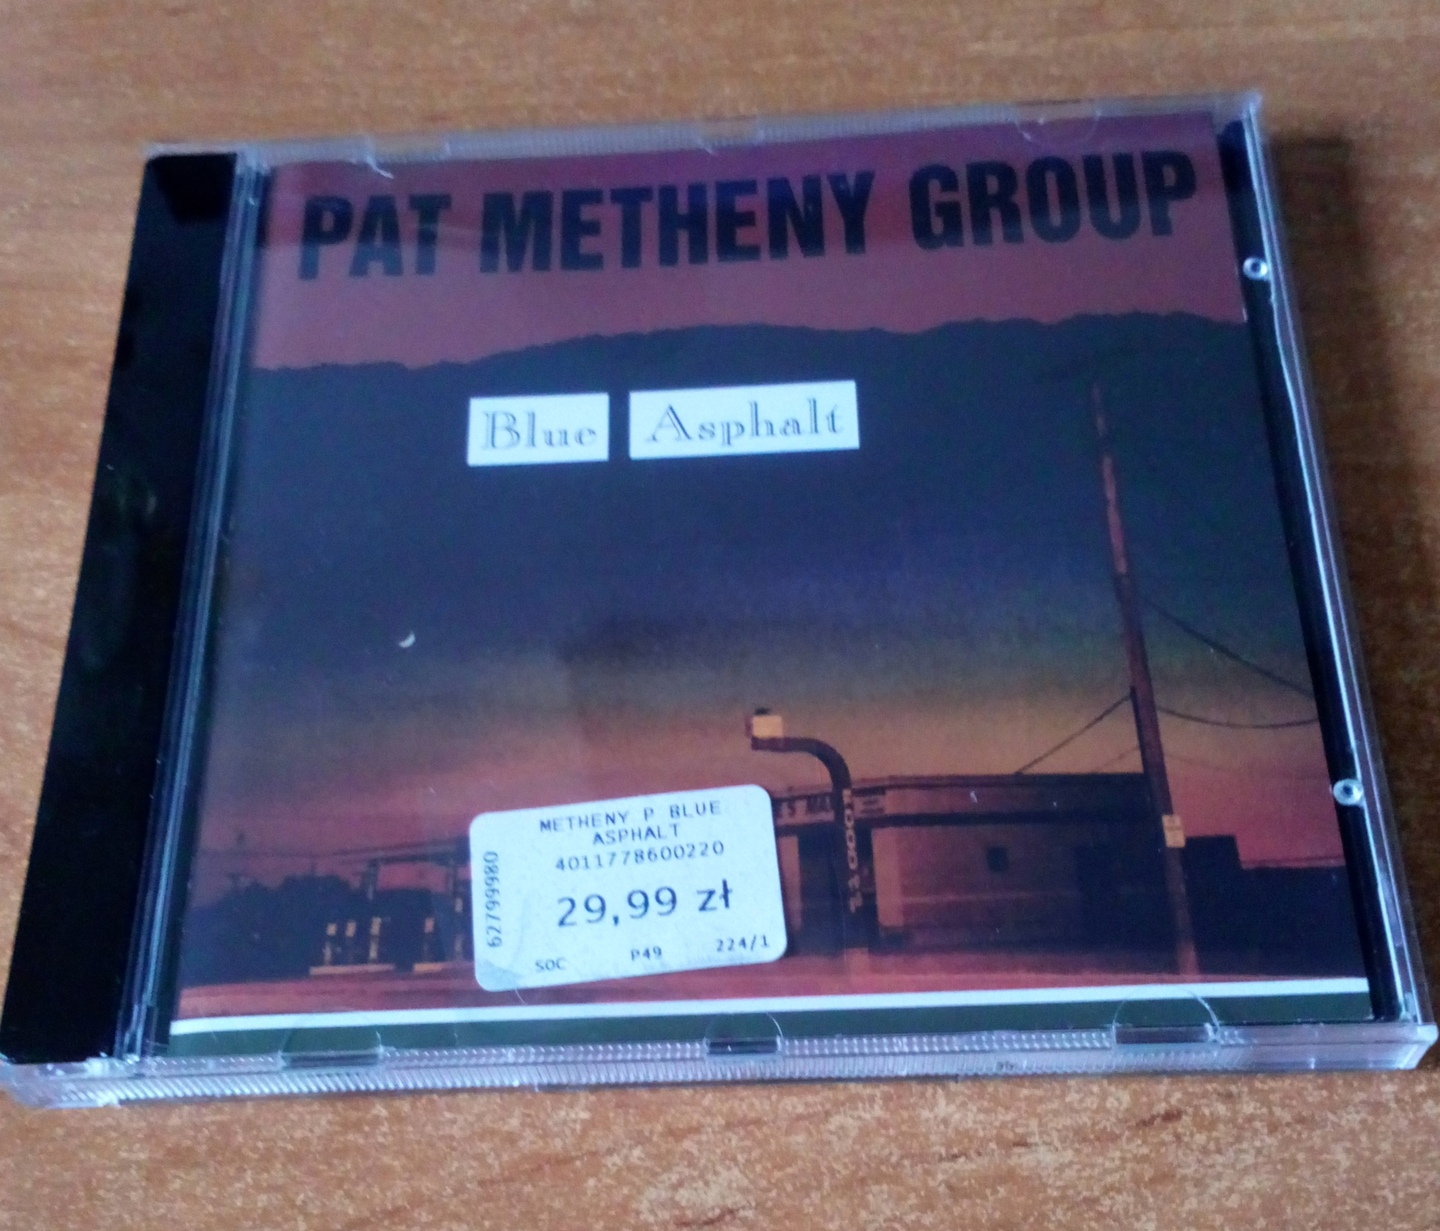 PAT METHENY GROUP
Blue Asphalt
METHENY P BLUE
ASPHALT
4011778600220
29,99 zł
62799980
SOC P49 224/1